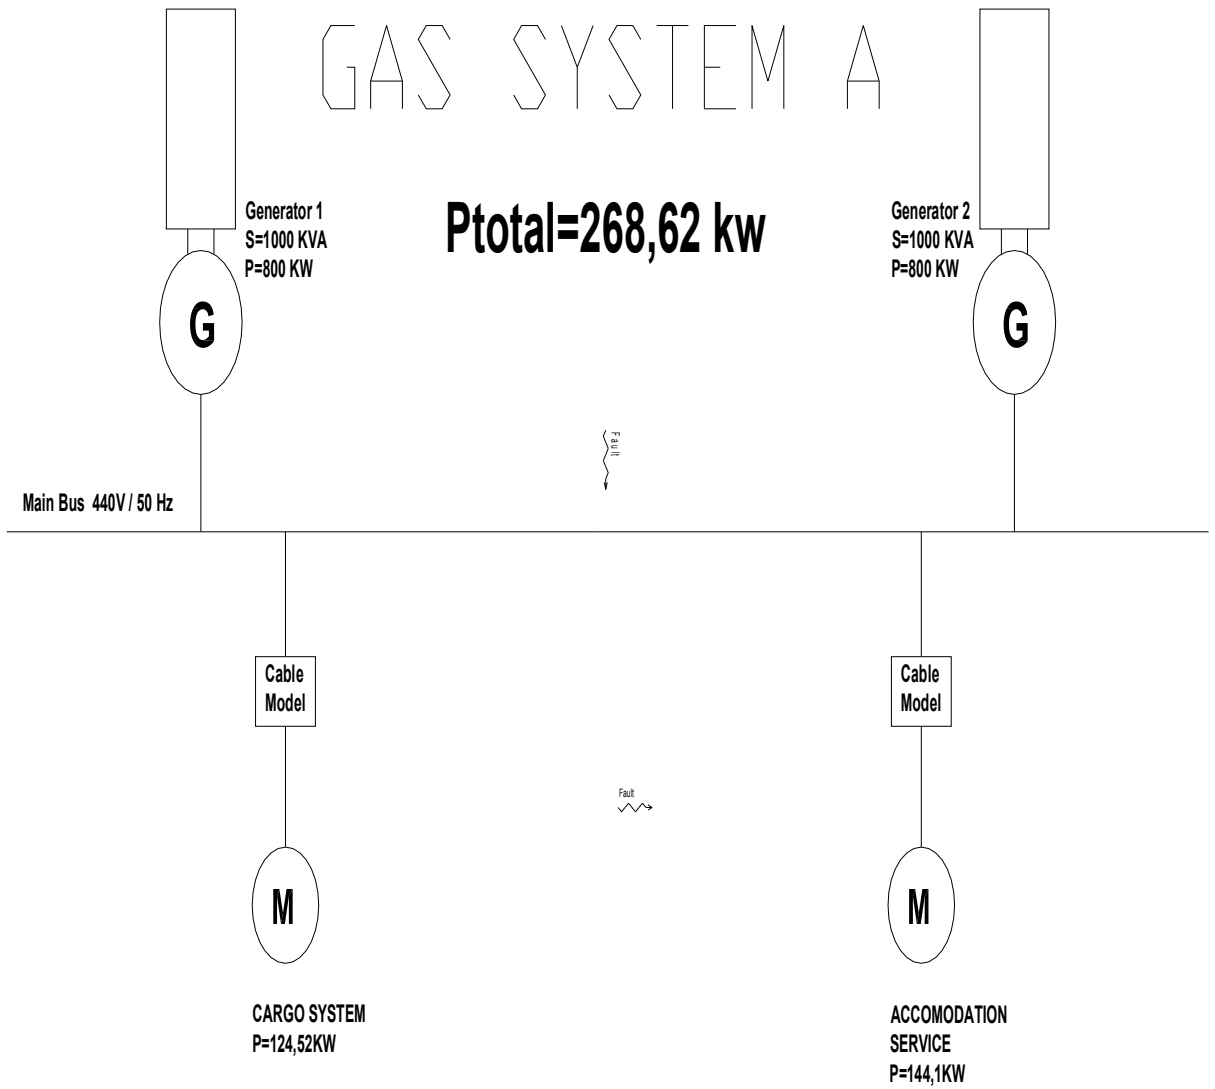 GAS SYSTEM A
Generator 1
S=1000 KVA
P=800 KW
Ptotal=268,62 kw
Generator 2
S=1000 KVA
P=800 KW
G
G
Fault
Main Bus 440V / 50 Hz
Cable
Model
Cable
Model
Fault
M
M
CARGO SYSTEM
P=124,52KW
ACCOMODATION
SERVICE
P=144,1KW